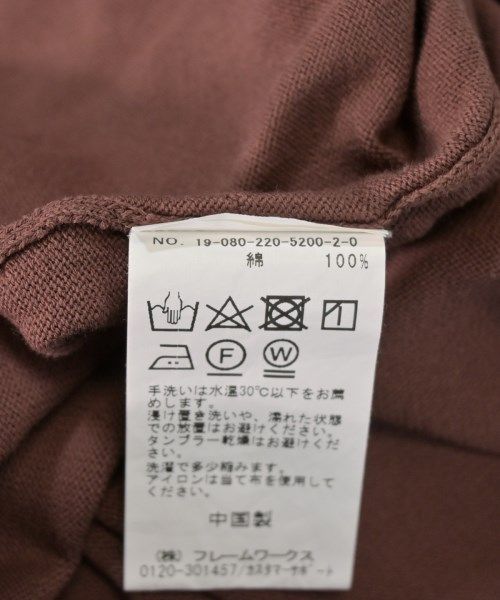 NO. 19-080-220-5200-2-0
綿 100%
F W
手洗いは水温30℃以下をお薦
めします。
浸け置き洗いや、濡れた状態
での放置はお避けください。
タンブラー乾燥はお避けくだ
さい。
洗濯で多少縮みます。
アイロンは当て布を使用して
ください。
中国製
(株) フレームワークス
0120-301457/カスタマーサポート